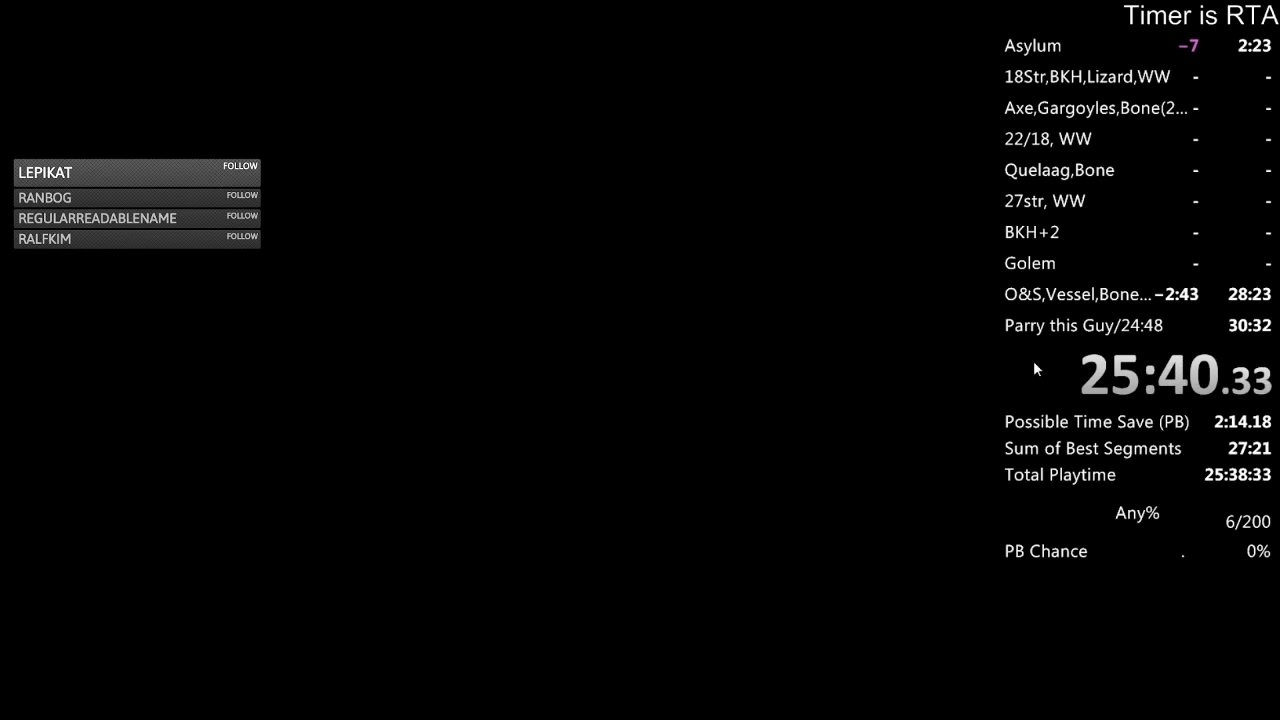 Timer is RTA
Asylum −7 2:23
18Str,BKH,Lizard,WW - -
Axe,Gargoyles,Bone(2... - -
22/18, WW - -
Quelaag,Bone - -
27str, WW - -
BKH+2 - -
Golem - -
O&S,Vessel,Bone... −2:43 28:23
Parry this Guy/24:48 30:32
25:40.33
Possible Time Save (PB) 2:14.18
Sum of Best Segments 27:21
Total Playtime 25:38:33
Any% 6/200
PB Chance . 0%
LEPIKAT FOLLOW
RANBOG FOLLOW
REGULARREADABLENAME FOLLOW
RALFKIM FOLLOW